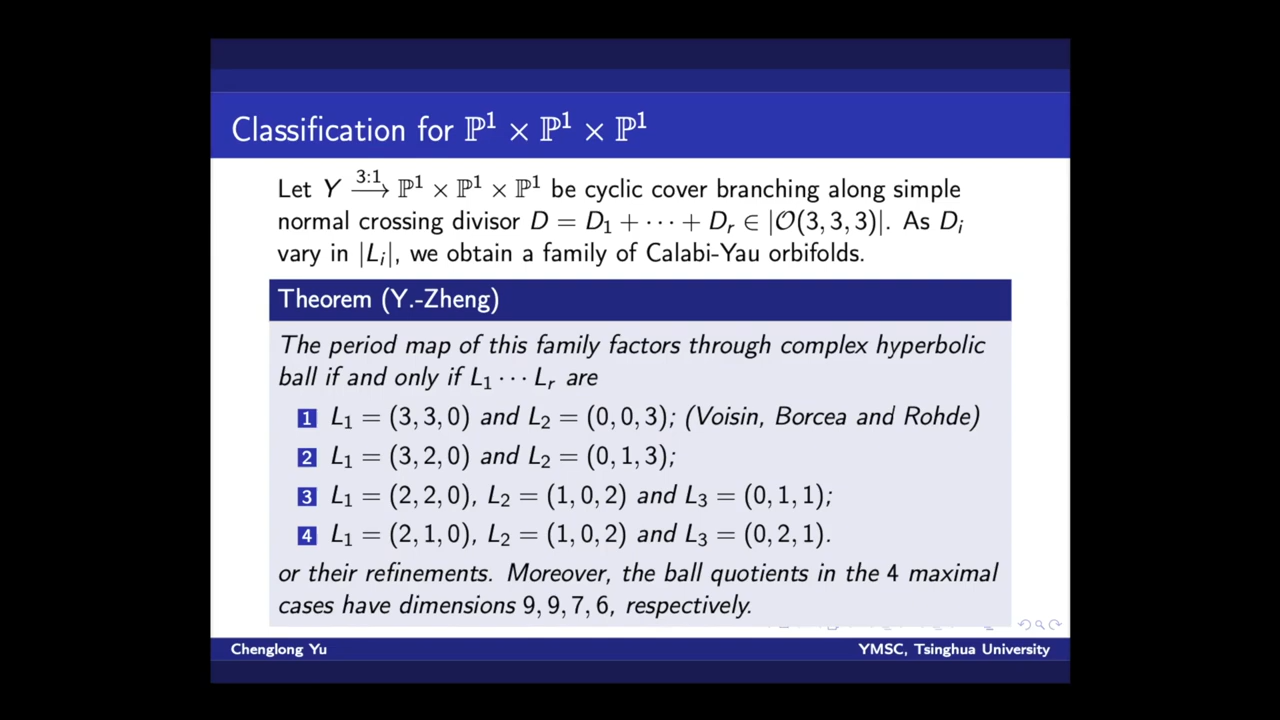 Classification for ℙ¹ × ℙ¹ × ℙ¹
Let Y —3:1→ ℙ¹ × ℙ¹ × ℙ¹ be cyclic cover branching along simple
normal crossing divisor D = D₁ + ⋯ + Dᵣ ∈ |𝒪(3, 3, 3)|. As Dᵢ
vary in |Lᵢ|, we obtain a family of Calabi-Yau orbifolds.
Theorem (Y.-Zheng)
The period map of this family factors through complex hyperbolic
ball if and only if L₁ ⋯ Lᵣ are
1 L₁ = (3, 3, 0) and L₂ = (0, 0, 3); (Voisin, Borcea and Rohde)
2 L₁ = (3, 2, 0) and L₂ = (0, 1, 3);
3 L₁ = (2, 2, 0), L₂ = (1, 0, 2) and L₃ = (0, 1, 1);
4 L₁ = (2, 1, 0), L₂ = (1, 0, 2) and L₃ = (0, 2, 1).
or their refinements. Moreover, the ball quotients in the 4 maximal
cases have dimensions 9, 9, 7, 6, respectively.
Chenglong Yu
YMSC, Tsinghua University